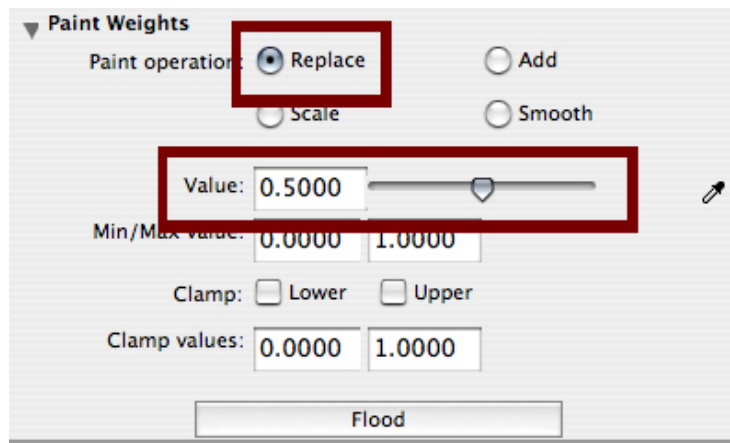 Paint Weights
Paint operation: Replace Add
Scale Smooth
Value: 0.5000
Min/Max value: 0.0000 1.0000
Clamp: Lower Upper
Clamp values: 0.0000 1.0000
Flood